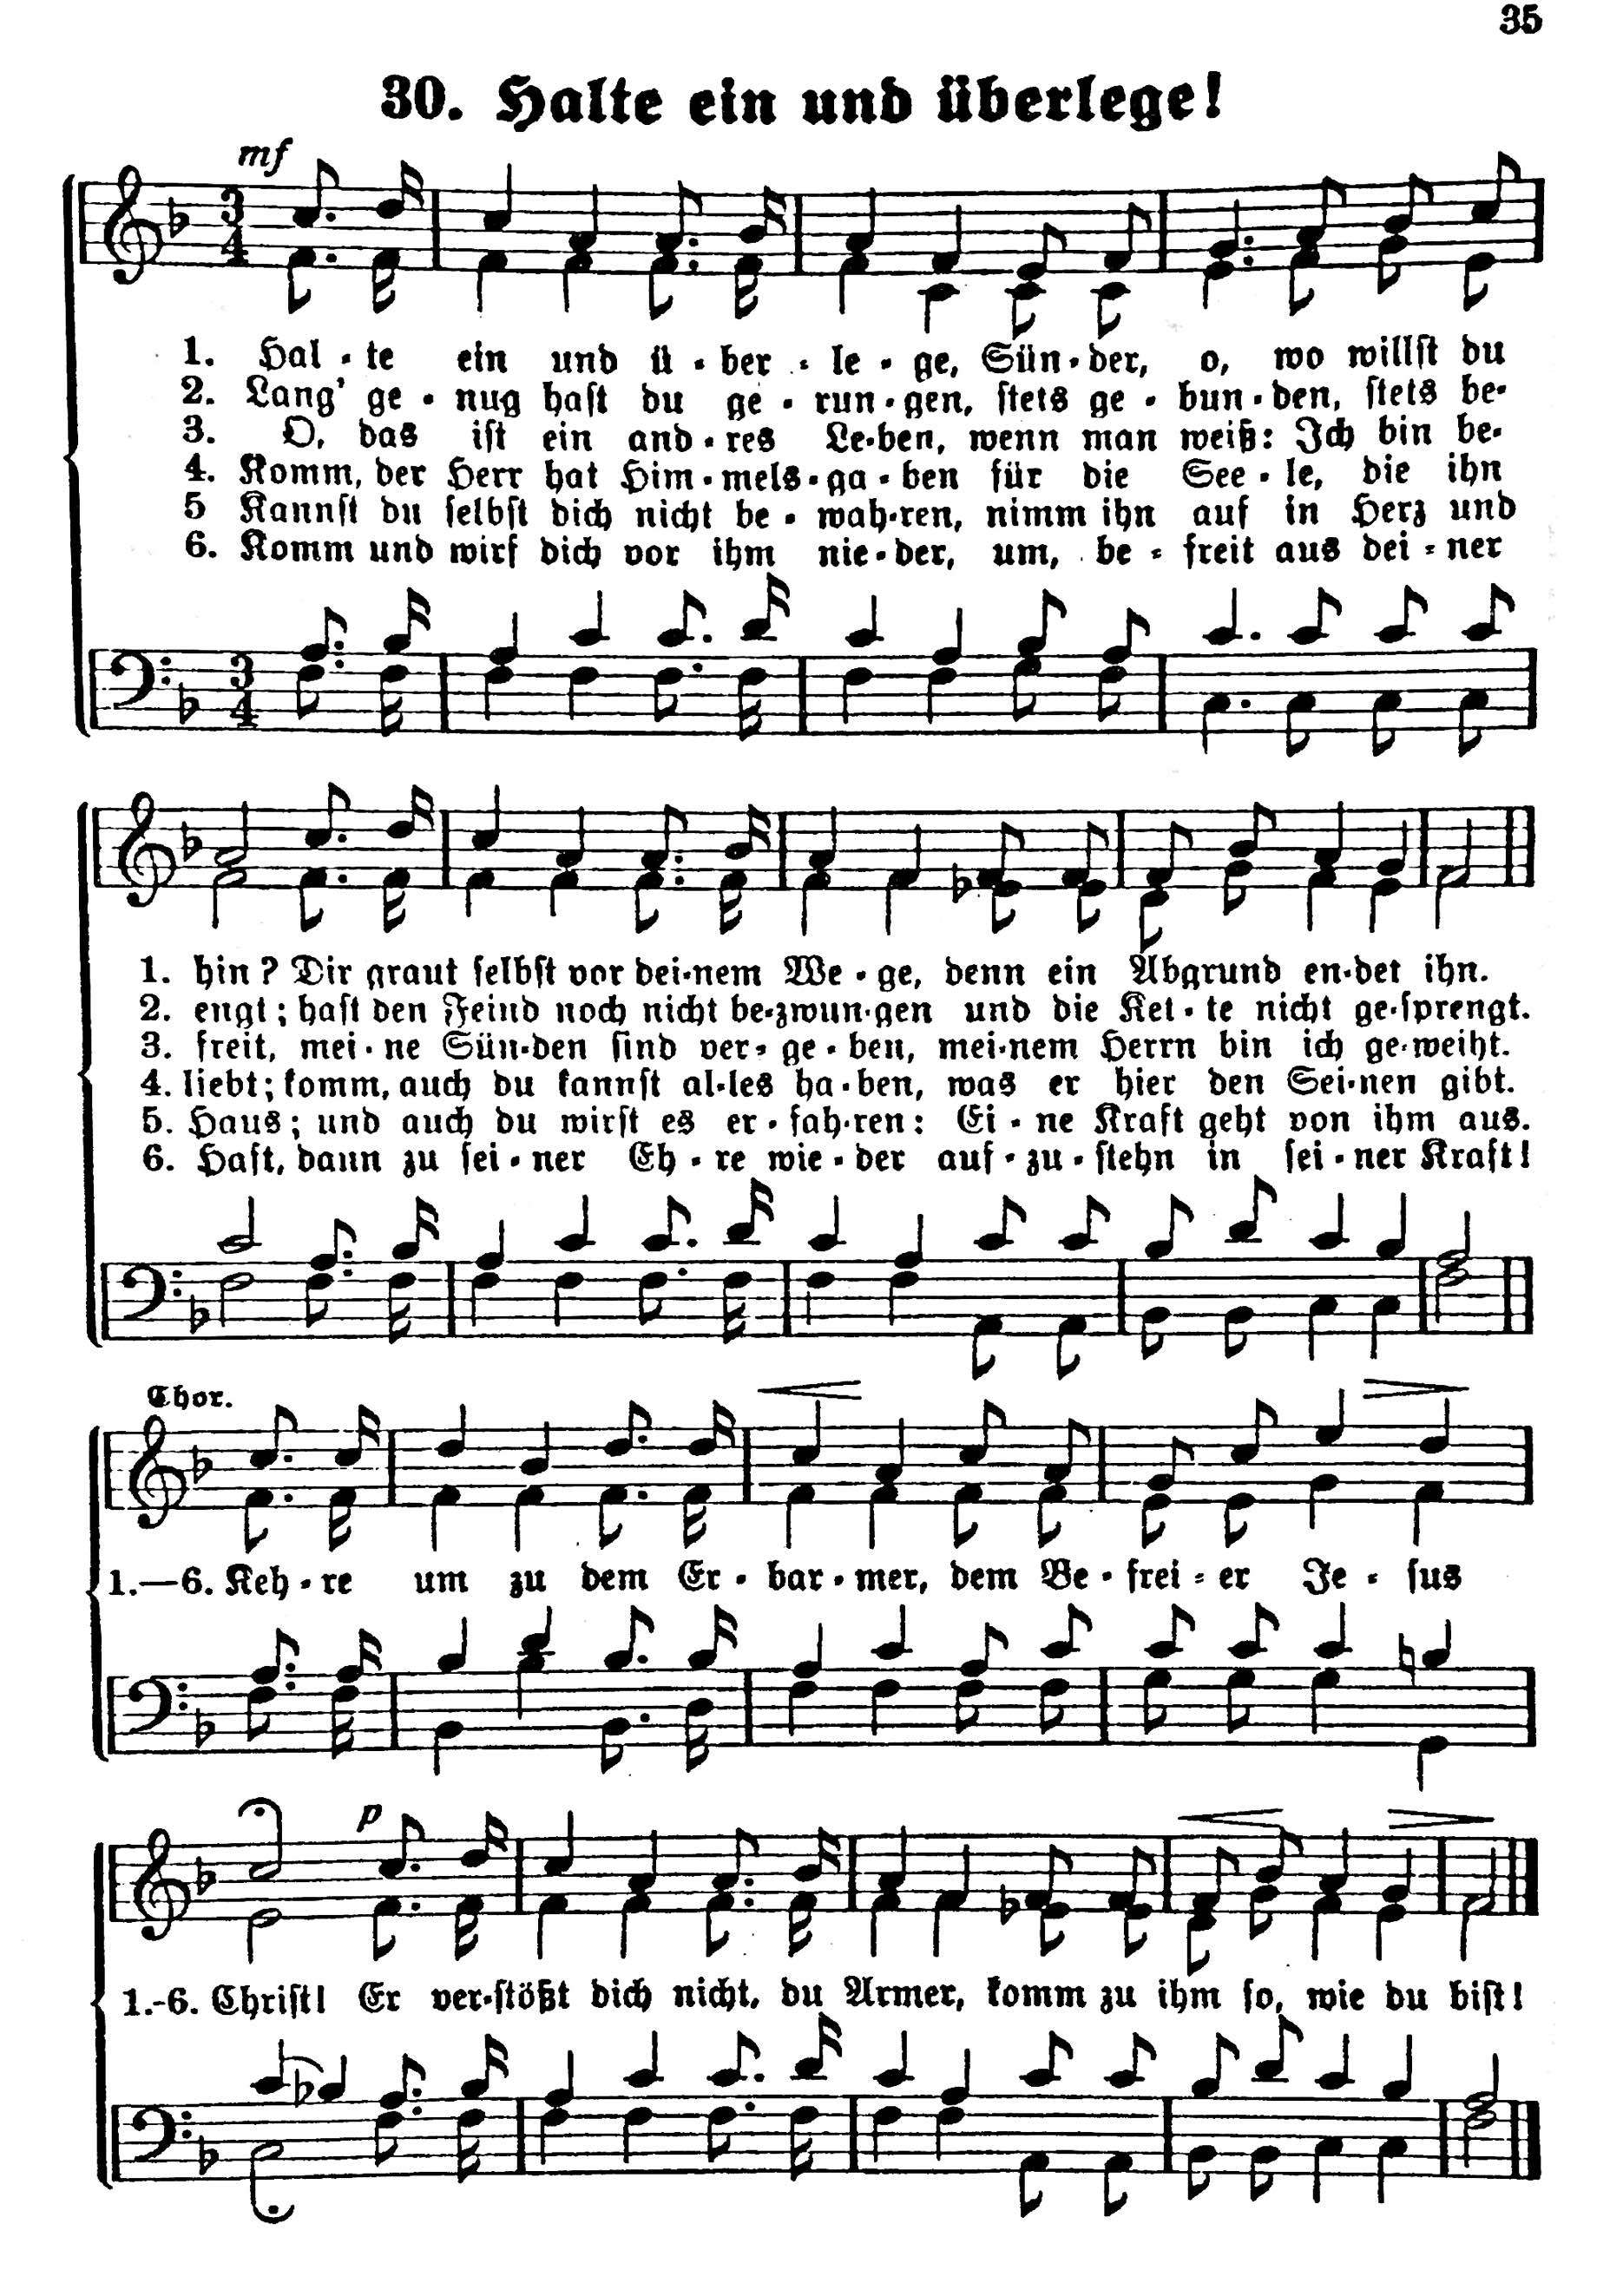 35
30. Halte ein und überlege!
mf
3
4
1. Hal - te ein und ü - ber - le - ge, Sün - der, o, wo willst du
2. Lang' ge - nug hast du ge - run - gen, stets ge - bun - den, stets be-
3. O, das ist ein and - res Le - ben, wenn man weiß: Ich bin be-
4. Komm, der Herr hat Him - mels - ga - ben für die See - le, die ihn
5 Kannst du selbst dich nicht be - wah - ren, nimm ihn auf in Herz und
6. Komm und wirf dich vor ihm nie - der, um, be - freit aus dei - ner
3
4
1. hin? Dir graut selbst vor dei - nem We - ge, denn ein Abgrund en - det ihn.
2. engt; hast den Feind noch nicht be - zwun - gen und die Ket - te nicht ge - sprengt.
3. freit, mei - ne Sün - den sind ver - ge - ben, mei - nem Herrn bin ich ge - weiht.
4. liebt; komm, auch du kannst al - les ha - ben, was er hier den Sei - nen gibt.
5. Haus; und auch du wirst es er - fah - ren: Ei - ne Kraft geht von ihm aus.
6. Haft, dann zu sei - ner Eh - re wie - der auf - zu - stehn in sei - ner Kraft!
Chor.
1.—6. Keh - re um zu dem Er - bar - mer, dem Be - frei - er Je - sus
p
1.-6. Christ! Er ver - stößt dich nicht, du Armer, komm zu ihm so, wie du bist!